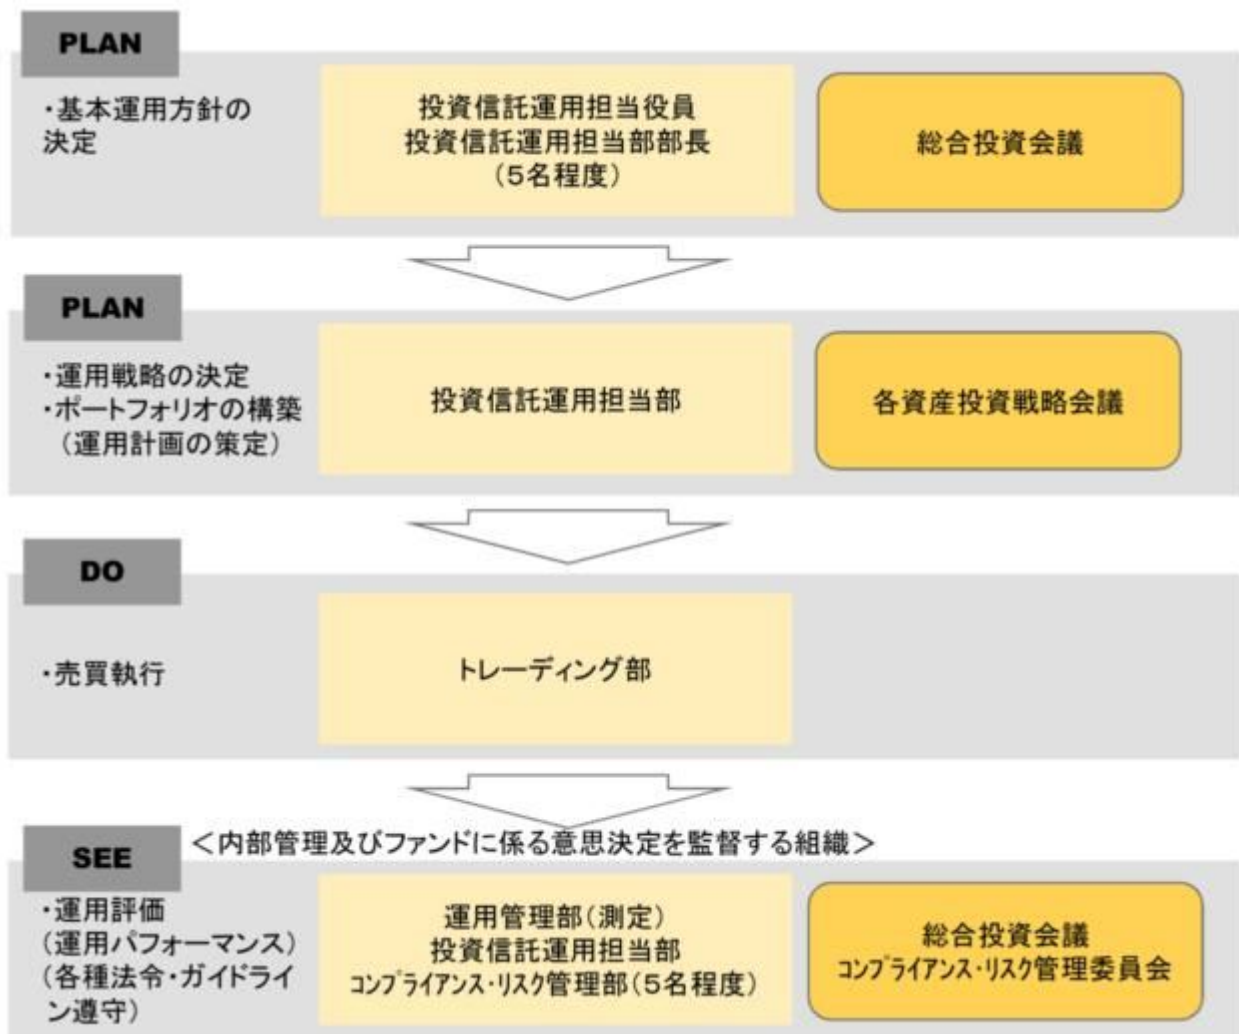 PLAN
・基本運用方針の
決定
投資信託運用担当役員
投資信託運用担当部部長
(5名程度)
総合投資会議
PLAN
・運用戦略の決定
・ポートフォリオの構築
(運用計画の策定)
投資信託運用担当部
各資産投資戦略会議
DO
・売買執行
トレーディング部
SEE
＜内部管理及びファンドに係る意思決定を監督する組織＞
・運用評価
(運用パフォーマンス)
(各種法令・ガイドライ
ン遵守)
運用管理部(測定)
投資信託運用担当部
ｺﾝﾌﾟﾗｲｱﾝｽ・ﾘｽｸ管理部(5名程度)
総合投資会議
ｺﾝﾌﾟﾗｲｱﾝｽ・ﾘｽｸ管理委員会